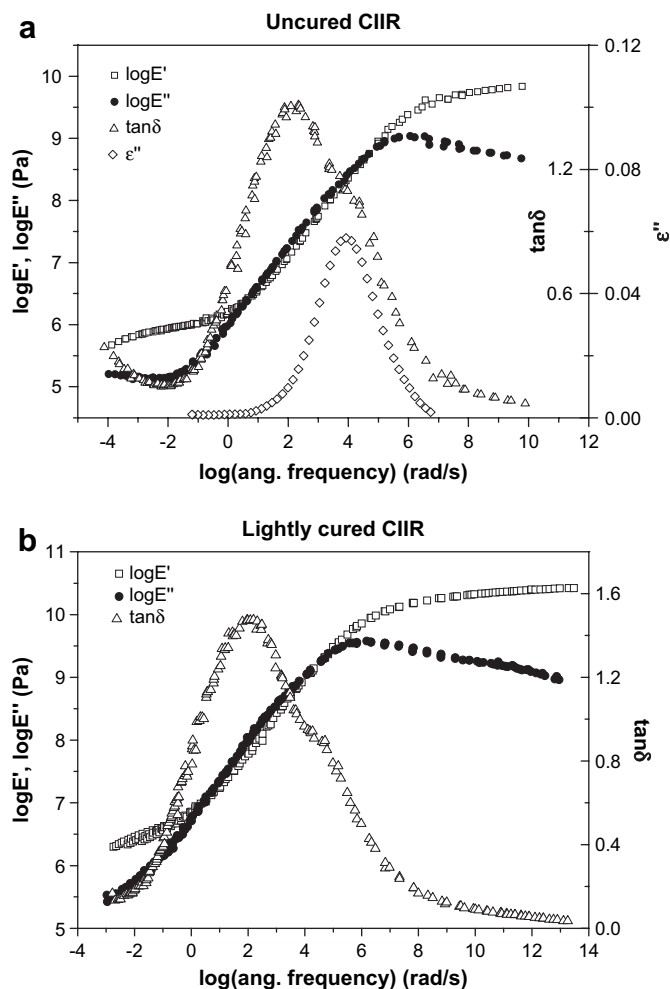 a
Uncured CIIR
logE'
logE"
tanδ
ε"
logE', logE" (Pa)
10
9
8
7
6
5
-4 -2 0 2 4 6 8 10 12
log(ang. frequency) (rad/s)
1.2
0.6
tanδ
0.12
0.08
0.04
0.00
ε"
b
Lightly cured CIIR
logE'
logE"
tanδ
logE', logE" (Pa)
11
10
9
8
7
6
5
-4 -2 0 2 4 6 8 10 12 14
log(ang. frequency) (rad/s)
1.6
1.2
0.8
0.4
0.0
tanδ